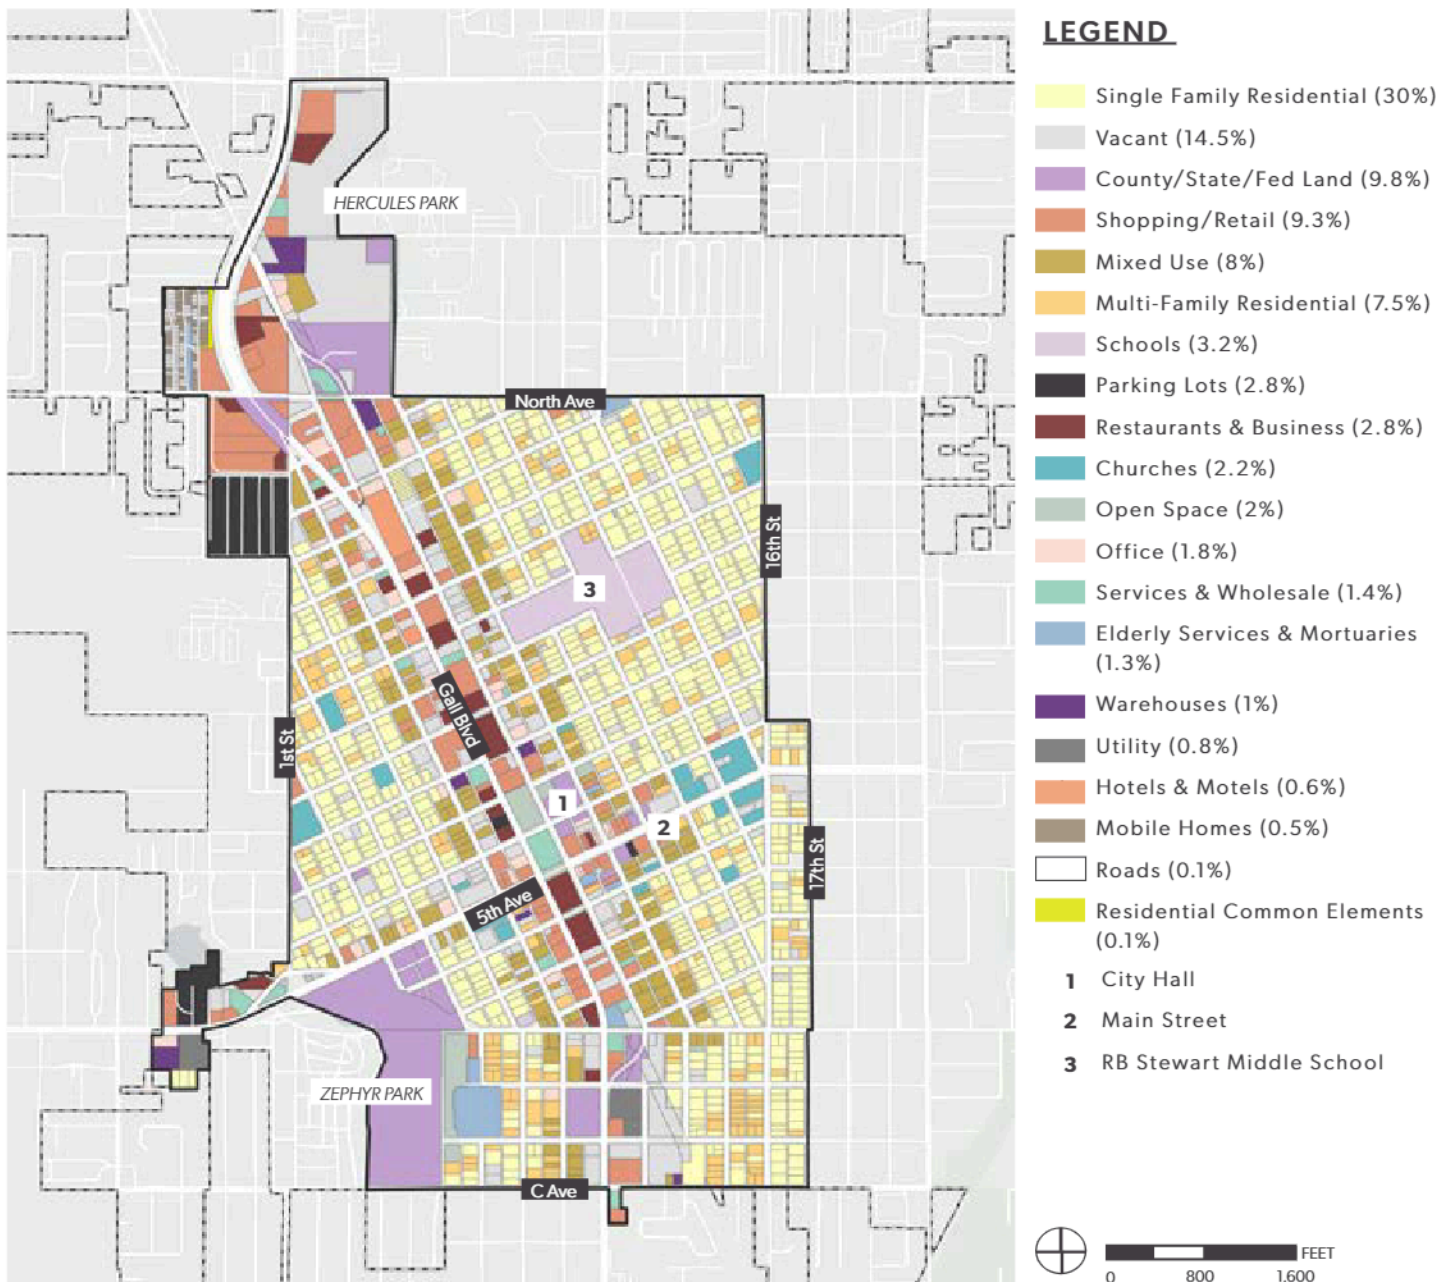 LEGEND
Single Family Residential (30%)
Vacant (14.5%)
County/State/Fed Land (9.8%)
Shopping/Retail (9.3%)
Mixed Use (8%)
Multi-Family Residential (7.5%)
Schools (3.2%)
Parking Lots (2.8%)
Restaurants & Business (2.8%)
Churches (2.2%)
Open Space (2%)
Office (1.8%)
Services & Wholesale (1.4%)
Elderly Services & Mortuaries
(1.3%)
Warehouses (1%)
Utility (0.8%)
Hotels & Motels (0.6%)
Mobile Homes (0.5%)
Roads (0.1%)
Residential Common Elements
(0.1%)
1 City Hall
2 Main Street
3 RB Stewart Middle School
FEET
0 800 1,600
HERCULES PARK
North Ave
16th St
3
Gall Blvd
1st St
1
2
17th St
5th Ave
ZEPHYR PARK
C Ave